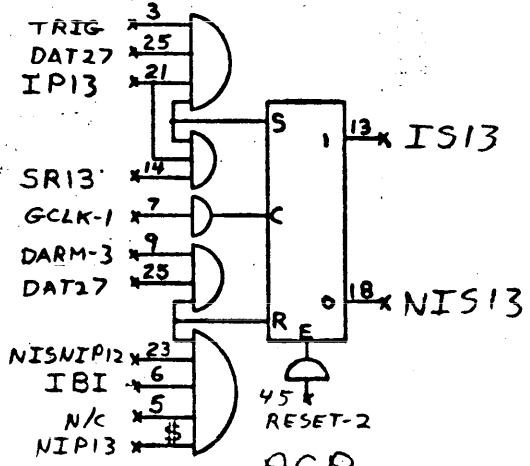 TRIG 3
DAT27 25
IP13 21
S
1 13 IS13
SR13 14
GCLK-1 7
C
DARM-3 9
DAT27 25
0 18 NIS13
R
E
NISNIP12 23
IBI 6
45
N/C 5
RESET-2
$
NIP13